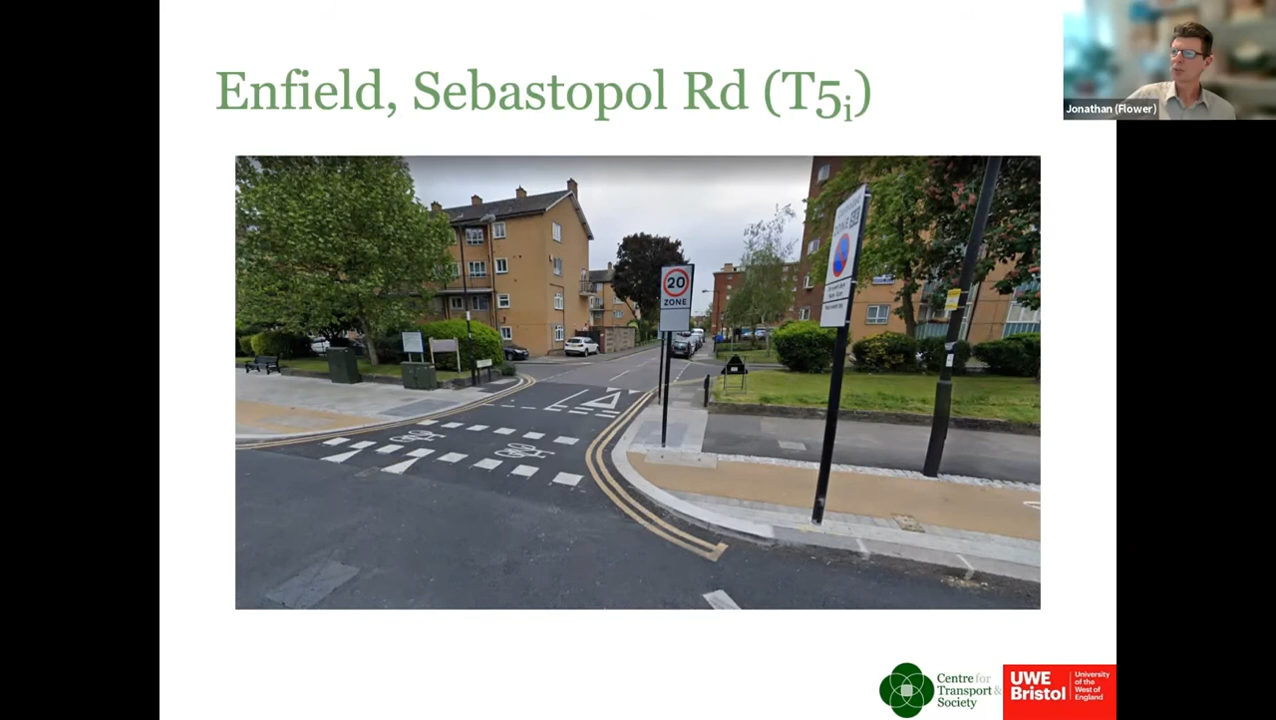 Enfield, Sebastopol Rd (T5i)
Jonathan (Flower)
20
ZONE
Centre for
Transport &
Society
UWE
Bristol
University
of the
West of
England